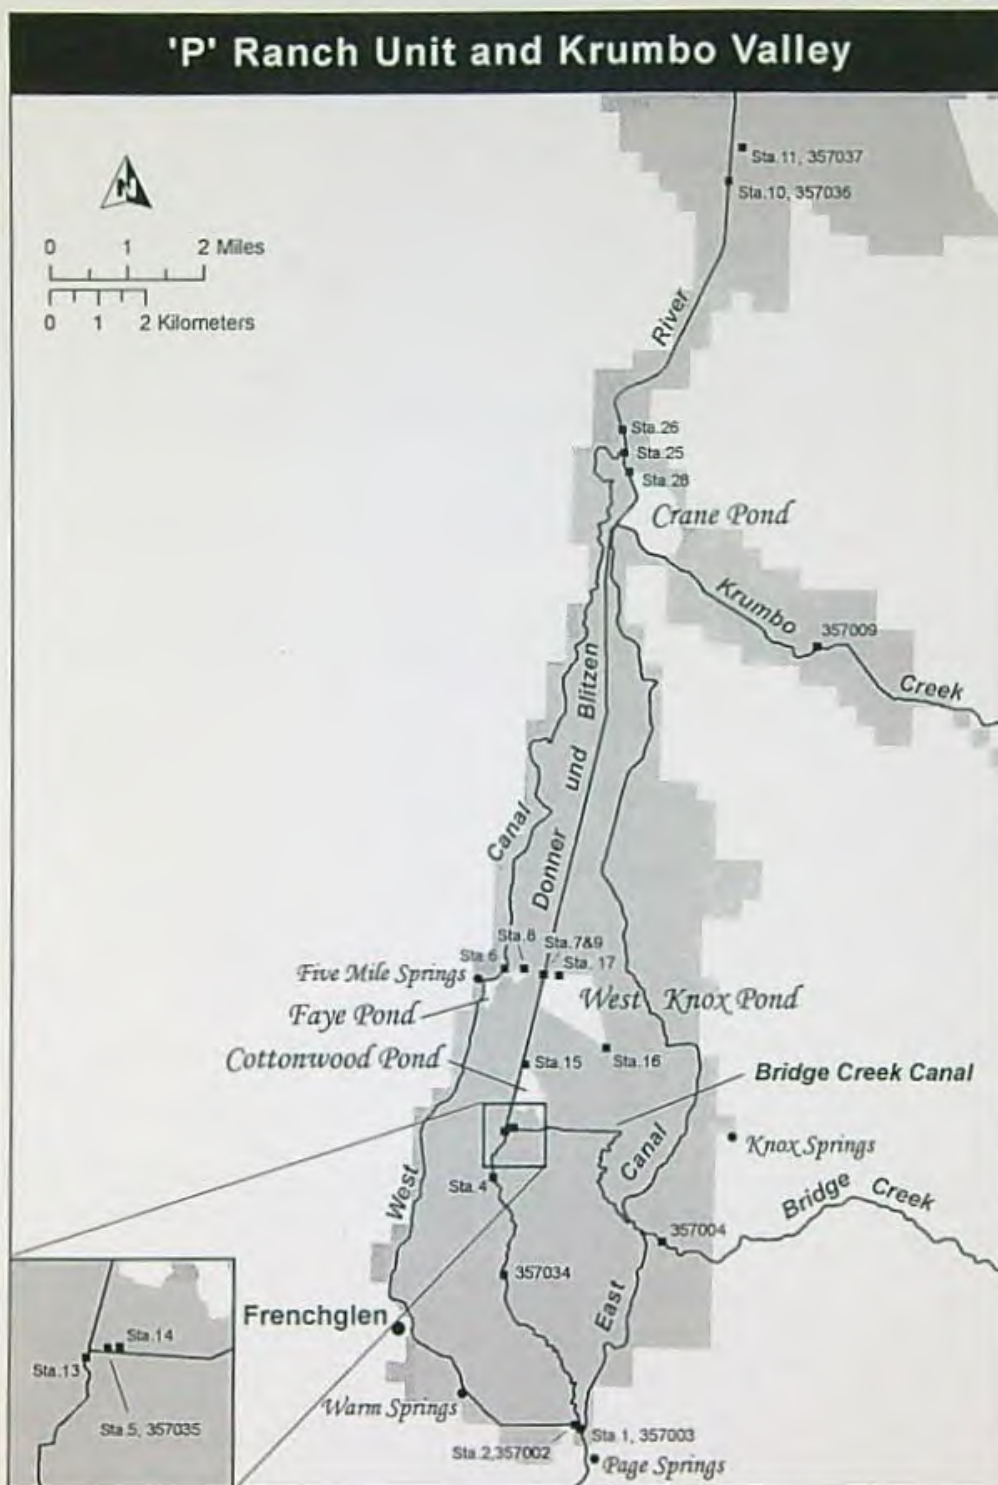 'P' Ranch Unit and Krumbo Valley
Sta.11, 357037
Sta.10, 357036
N
0 1 2 Miles
0 1 2 Kilometers
River
Sta.26
Sta.25
Sta.28
Crane Pond
Krumbo
357009
Creek
Blitzen
und
Canal
Donner
Sta.8
Sta.7&9
Sta.6
Sta. 17
Five Mile Springs
West Knox Pond
Faye Pond
Cottonwood Pond
Sta.15
Sta.16
Bridge Creek Canal
Canal
Knox Springs
West
Sta.4
Bridge Creek
357004
357034
East
Frenchglen
Sta.14
Sta.13
Sta.5, 357035
Warm Springs
Sta.2,357002
Sta.1, 357003
Page Springs